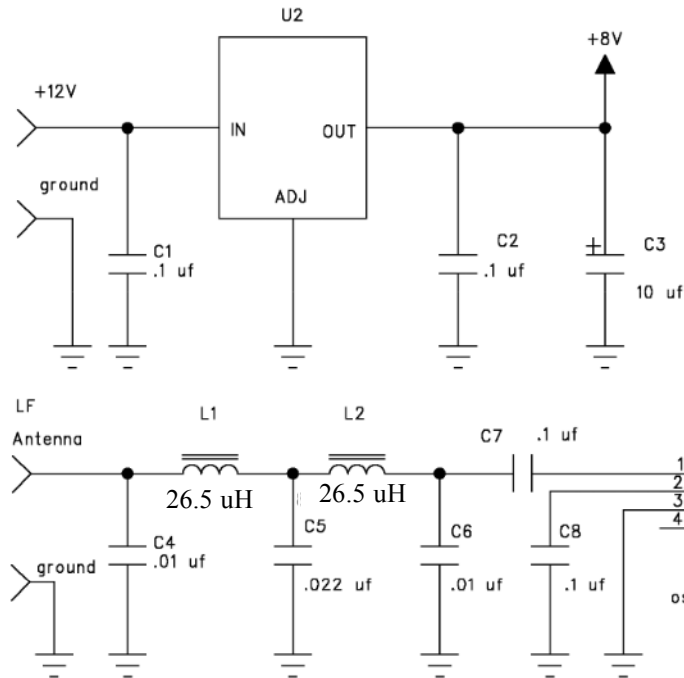 U2
+8V
+12V
IN
OUT
ground
ADJ
C1
.1 uf
C2
.1 uf
C3
10 uf
LF
Antenna
L1
L2
C7
.1 uf
1
2
3
4
26.5 uH
26.5 uH
C4
.01 uf
C5
.022 uf
C6
.01 uf
C8
.1 uf
ground
os